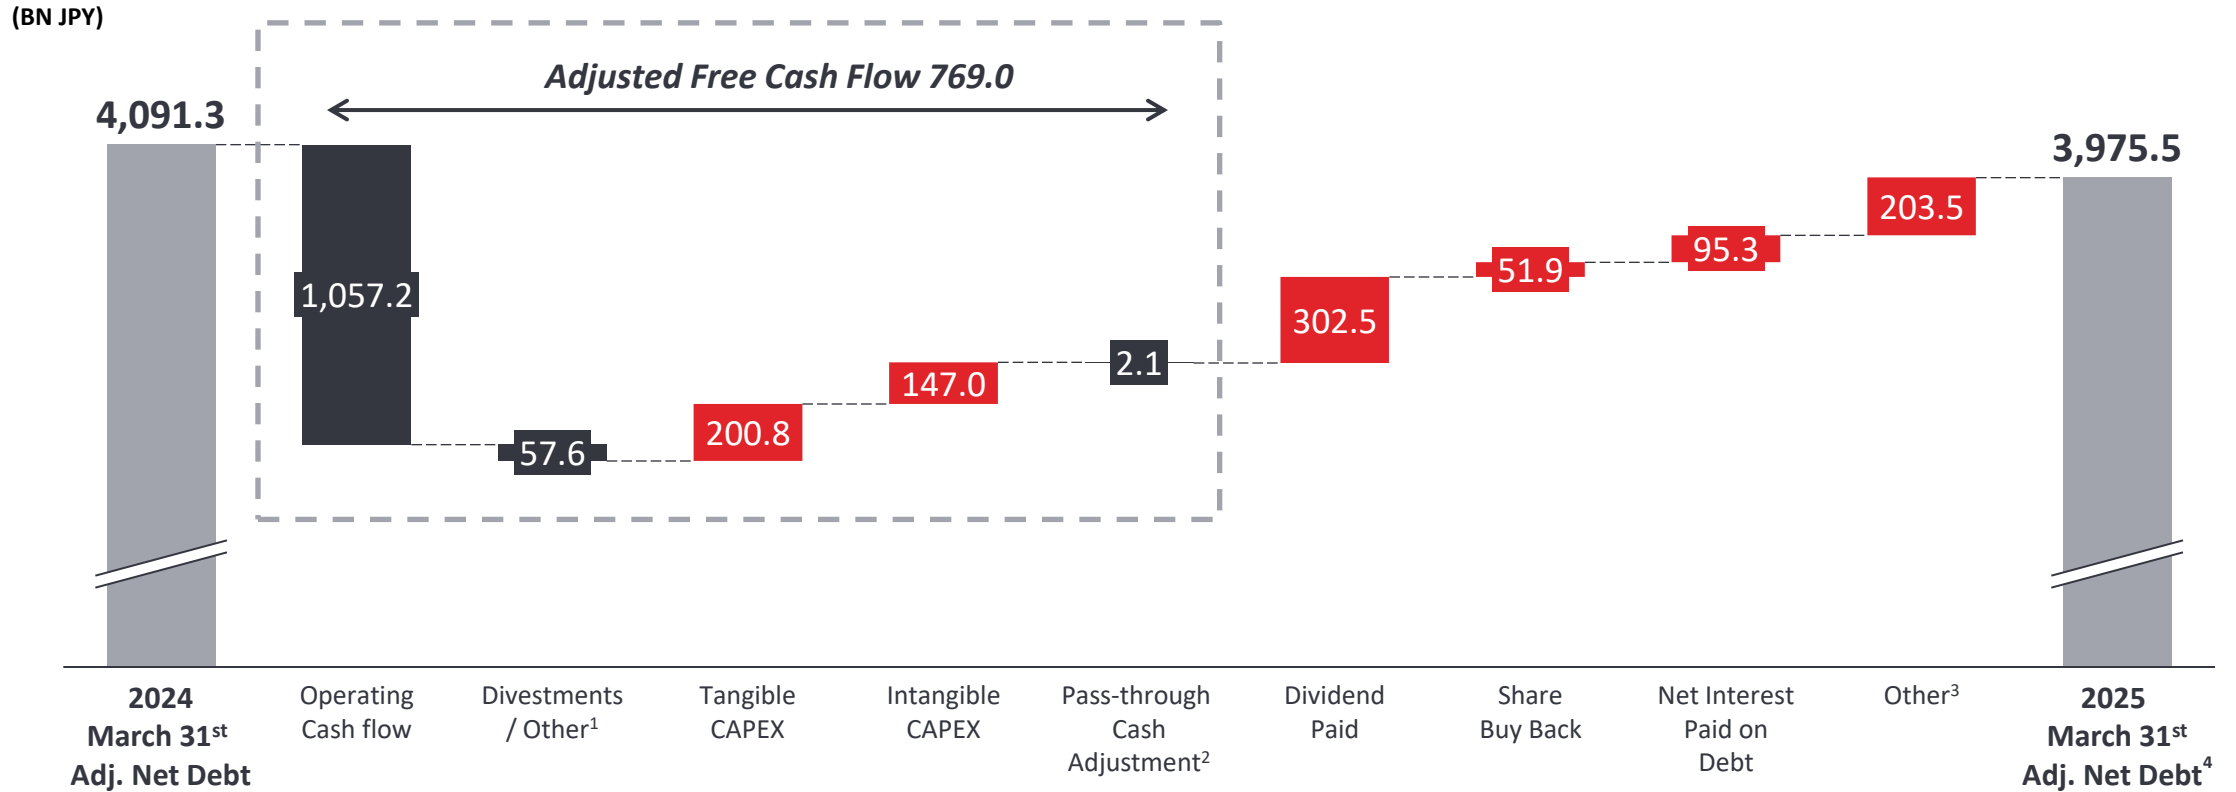 (BN JPY)
Adjusted Free Cash Flow 769.0
4,091.3
1,057.2
57.6
200.8
147.0
2.1
302.5
51.9
95.3
203.5
3,975.5
2024
March 31st
Adj. Net Debt
Operating
Cash flow
Divestments
/ Other1
Tangible
CAPEX
Intangible
CAPEX
Pass-through
Cash
Adjustment2
Dividend
Paid
Share
Buy Back
Net Interest
Paid on
Debt
Other3
2025
March 31st
Adj. Net Debt4